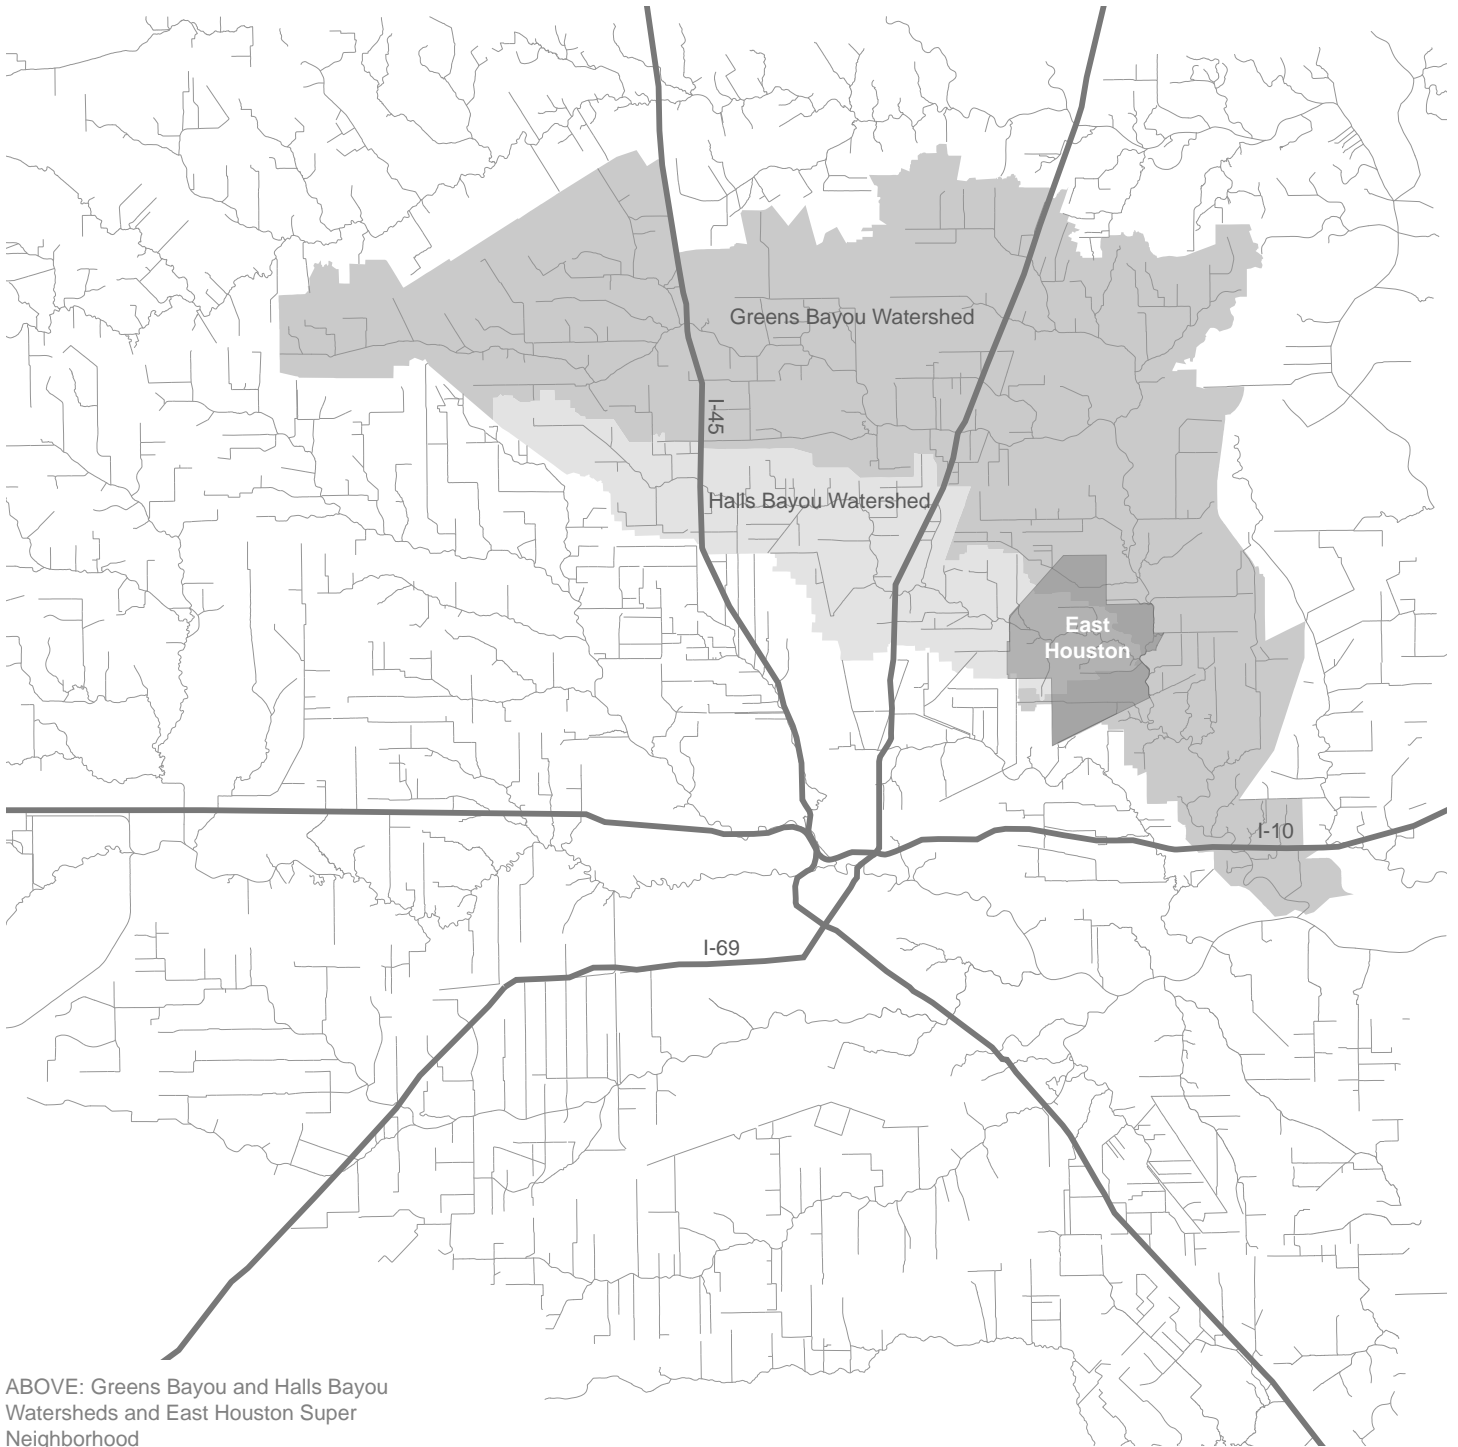 Greens Bayou Watershed
I-45
Halls Bayou Watershed
East
Houston
I-10
I-69
ABOVE: Greens Bayou and Halls Bayou
Watersheds and East Houston Super
Neighborhood